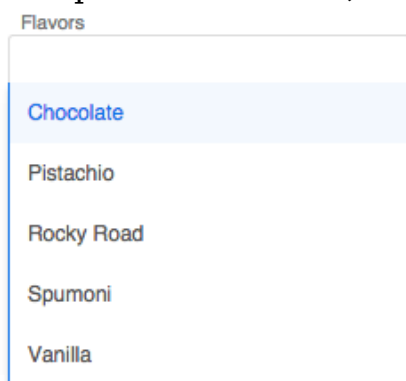 Flavors
Chocolate
Pistachio
Rocky Road
Spumoni
Vanilla